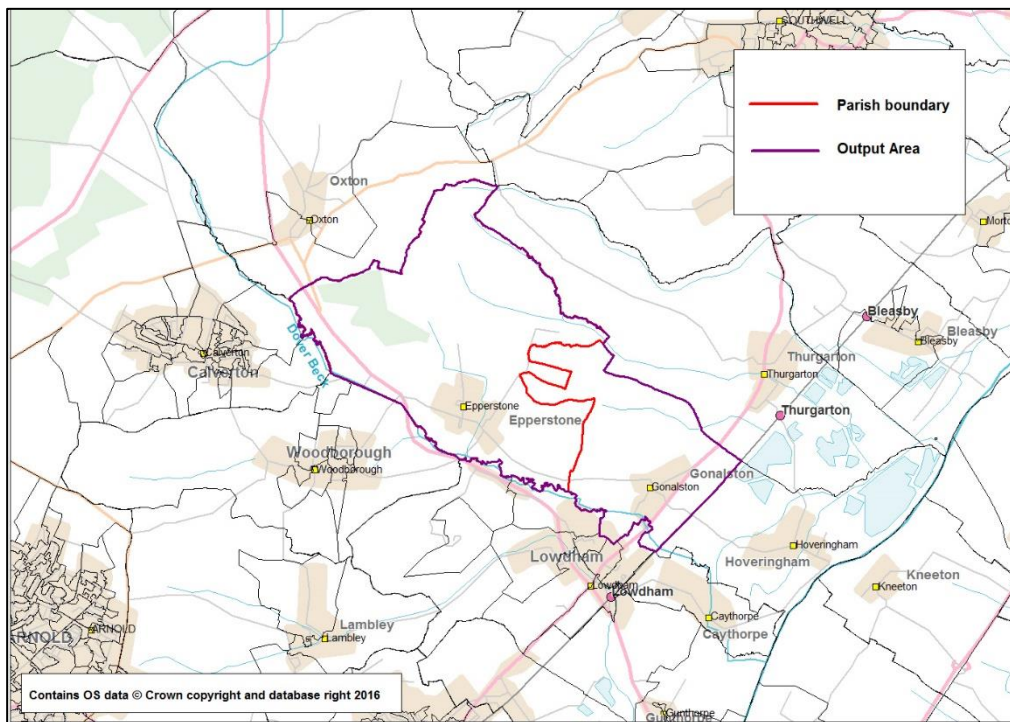 SOUTHWELL
Parish boundary
Output Area
Oxton
Oxton
Bleasby
Bleasby
Bleasby
Calverton
Calverton
Dover Beck
Thurgarton
Thurgarton
Thurgarton
Epperstone
Epperstone
Woodborough
Woodborough
Gonalston
Gonalston
Lowdham
Lowdham
Lowdham
Hoveringham
Hoveringham
Kneeton
Kneeton
Caythorpe
Caythorpe
Lambley
Lambley
ARNOLD
ARNOLD
Gunthorpe
Gunthorpe
Contains OS data © Crown copyright and database right 2016